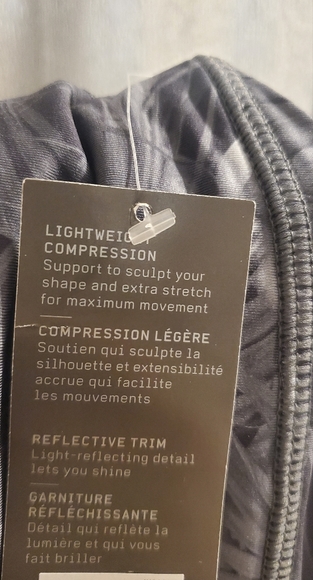 LIGHTWEIG
COMPRESSION
Support to sculpt your
shape and extra stretch
for maximum movement
COMPRESSION LÉGÈRE
Soutien qui sculpte la
silhouette et extensibilité
accrue qui facilite
les mouvements
REFLECTIVE TRIM
Light-reflecting detail
lets you shine
GARNITURE
RÉFLÉCHISSANTE
Détail qui reflète la
lumière et qui vous
fait briller